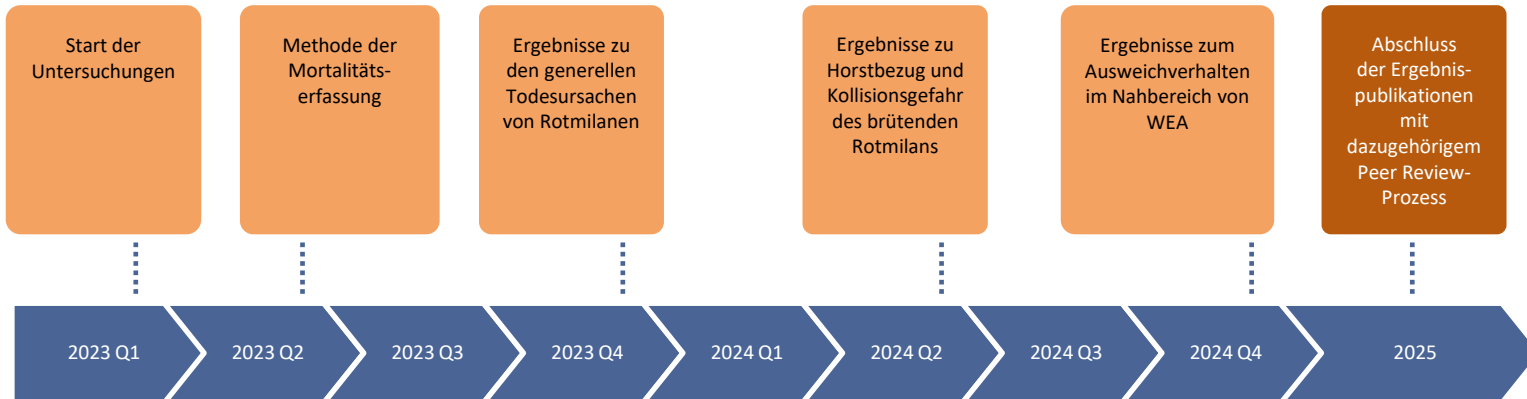 Start der
Untersuchungen
Methode der
Mortalitäts-
erfassung
Ergebnisse zu
den generellen
Todesursachen
von Rotmilanen
Ergebnisse zu
Horstbezug und
Kollisionsgefahr
des brütenden
Rotmilans
Ergebnisse zum
Ausweichverhalten
im Nahbereich von
WEA
Abschluss
der Ergebnis-
publikationen
mit
dazugehörigem
Peer Review-
Prozess
2023 Q1
2023 Q2
2023 Q3
2023 Q4
2024 Q1
2024 Q2
2024 Q3
2024 Q4
2025